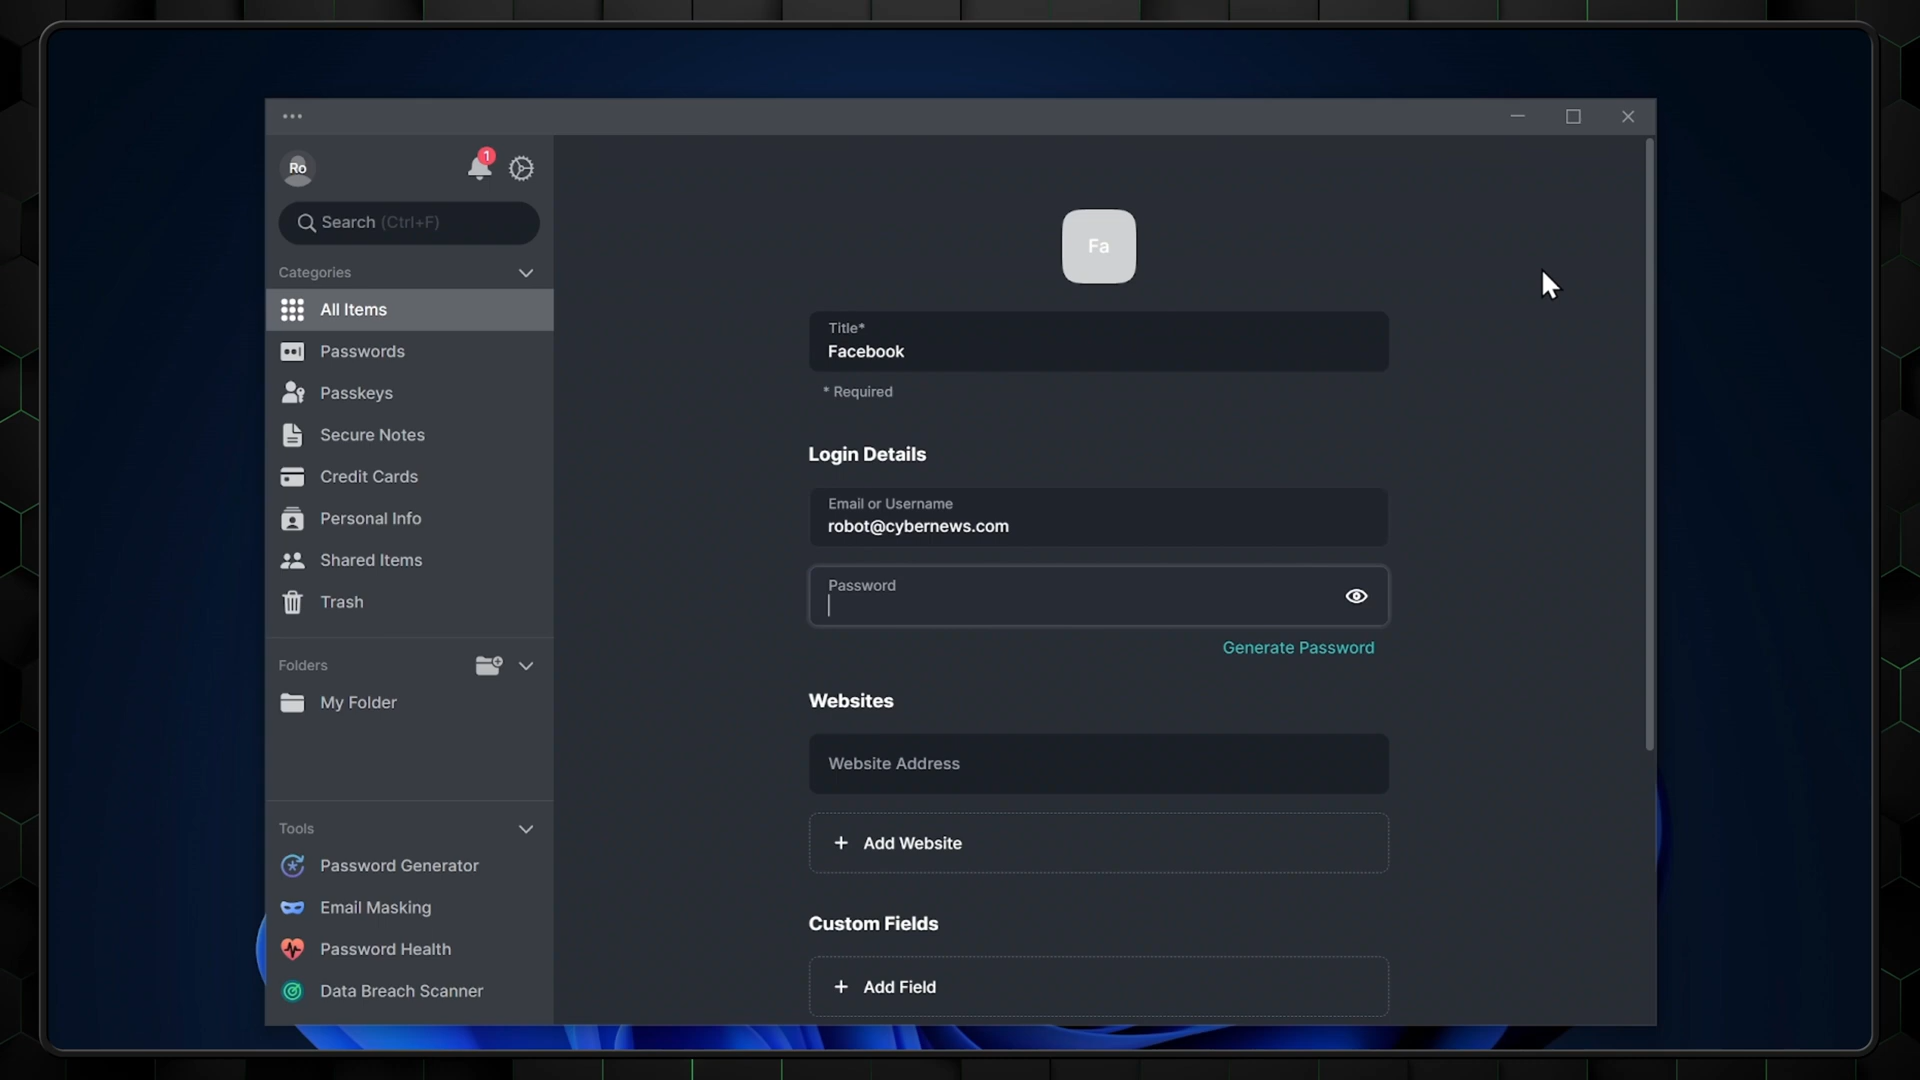 Ro
1
Search (Ctrl+F)
Categories
All Items
Passwords
Passkeys
Secure Notes
Credit Cards
Personal Info
Shared Items
Trash
Folders
My Folder
Tools
Password Generator
Email Masking
Password Health
Data Breach Scanner
Fa
Title*
Facebook
* Required
Login Details
Email or Username
robot@cybernews.com
Password
Generate Password
Websites
Website Address
+ Add Website
Custom Fields
+ Add Field